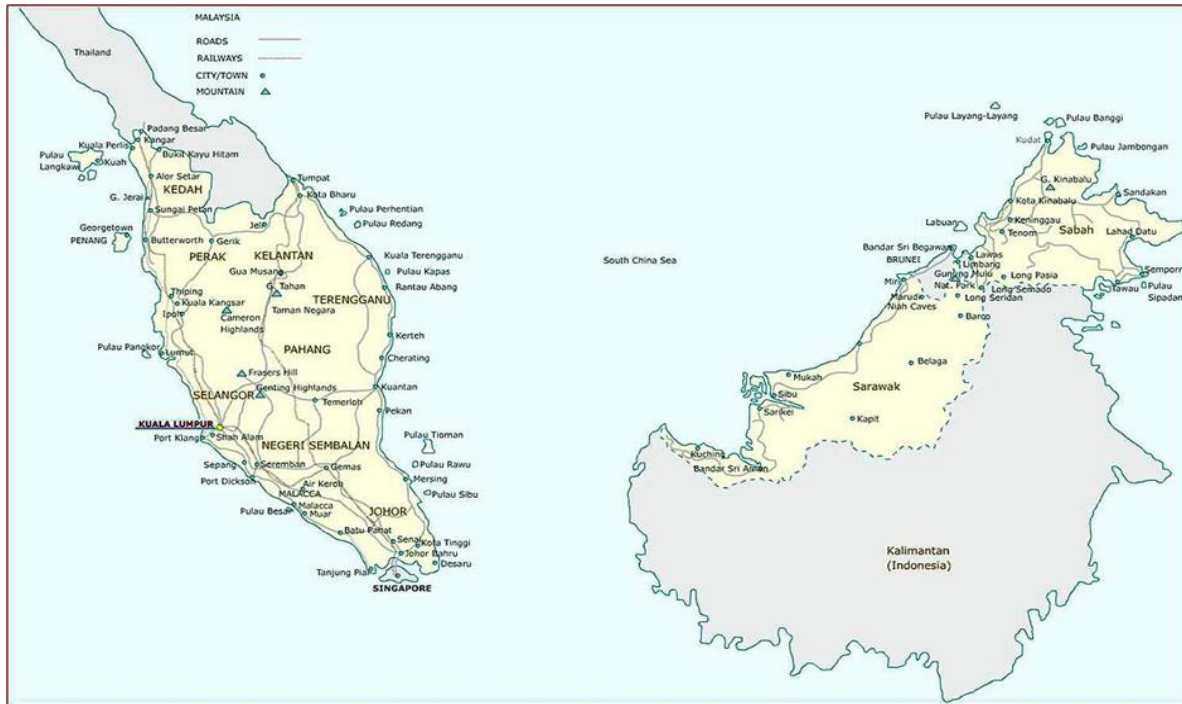 MALAYSIA
ROADS
RAILWAYS
CITY/TOWN
MOUNTAIN
Thailand
Padang Besar
Kangar
Kuala Perlis
Bukit Kayu Hitam
Pulau
Langkawi
Kuah
Alor Setar
KEDAH
G. Jerai
Sungai Petan
Tumpat
Kota Bharu
Pulau Perhentian
Pulau Redang
Jeli
Georgetown
PENANG
Butterworth
Gerik
PERAK
KELANTAN
Kuala Terengganu
Gua Musang
Pulau Kapas
G. Tahan
Rantau Abang
TERENGGANU
Taman Negara
Thiping
Kuala Kangsar
Ipoh
Cameron
Highlands
Kerteh
PAHANG
Cherating
Pulau Pangkor
Lumut
Frasers Hill
Genting Highlands
Kuantan
SELANGOR
Temerloh
Pekan
KUALA LUMPUR
Port Klang
Shah Alam
NEGERI SEMBALAN
Pulau Tioman
Sepang
Seremban
Gemas
Pulau Rawu
Port Dickson
Mersing
Air Keroh
MALACCA
Pulau Sibu
Malacca
Pulau Besar
Muar
JOHOR
Batu Pahat
Senai
Kota Tinggi
Johor Bahru
Desaru
Tanjung Piai
SINGAPORE
South China Sea
Pulau Layang-Layang
Pulau Banggi
Kudat
Pulau Jambongan
G. Kinabalu
Sandakan
Kota Kinabalu
Labuan
Keninggau
Tenom
Sabah
Lahad Datu
Bandar Sri Begawan
BRUNEI
Lawas
Limbang
Gunung Mulu
Nat. Park
Long Pasia
Semporn
Miri
Long Semado
Tawau
Pulau
Sipadan
Marudi
Niah Caves
Long Seridan
Bareo
Belaga
Mukah
Sarawak
Sibu
Sarikei
Kapit
Kuching
Bandar Sri Aman
Kalimantan
(Indonesia)